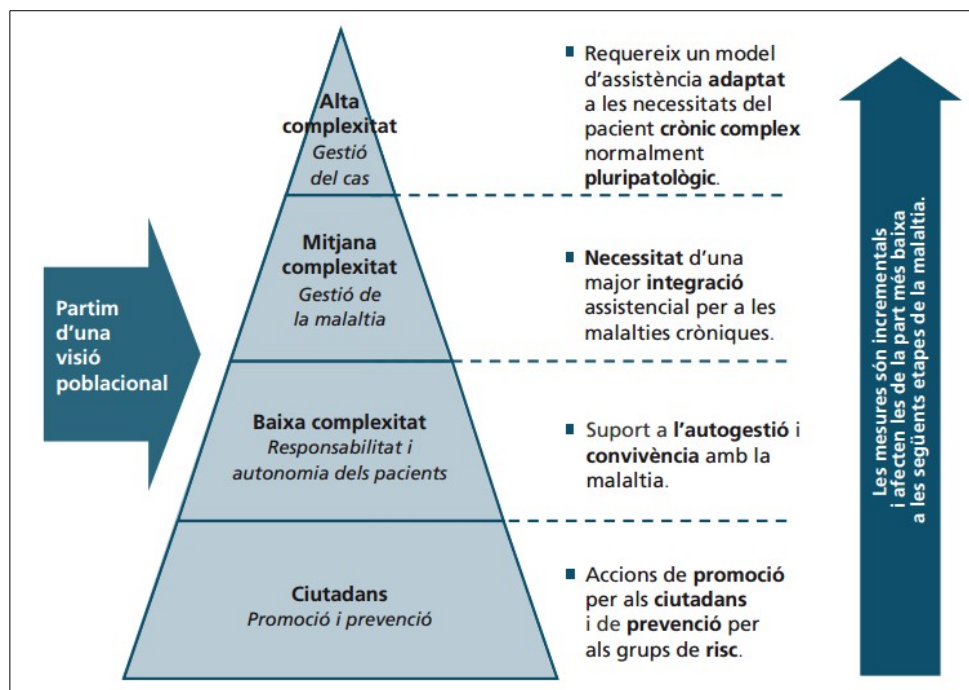 Partim
d'una
visió
poblacional
Alta
complexitat
Gestió
del cas
Requereix un model
d'assistència adaptat
a les necessitats del
pacient crònic complex
normalment
pluripatològic.
Mitjana
complexitat
Gestió de
la malaltia
Necessitat d'una
major integració
assistencial per a les
malalties cròniques.
Baixa complexitat
Responsabilitat i
autonomia dels pacients
Suport a l'autogestió i
convivència amb la
malaltia.
Ciutadans
Promoció i prevenció
Accions de promoció
per als ciutadans
i de prevenció per
als grups de risc.
Les mesures són incrementals
i afecten les de la part més baixa
a les següents etapes de la malaltia.